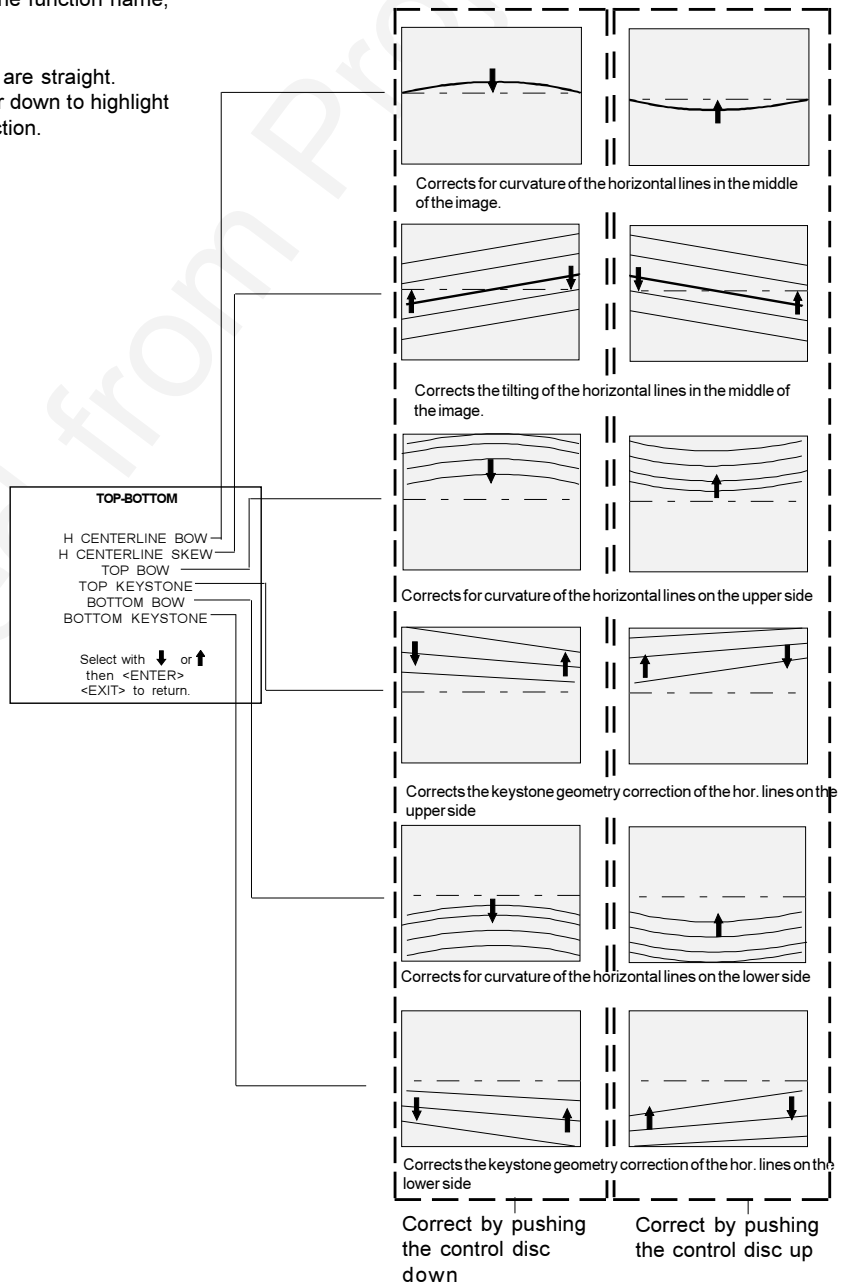 ne function name,
are straight.
r down to highlight
ction.
Corrects for curvature of the horizontal lines in the middle
of the image.
Corrects the tilting of the horizontal lines in the middle of
the image.
TOP-BOTTOM
H CENTERLINE BOW
H CENTERLINE SKEW
TOP BOW
TOP KEYSTONE
BOTTOM BOW
BOTTOM KEYSTONE
Select with or
then <ENTER>
<EXIT> to return.
Corrects for curvature of the horizontal lines on the upper side
Corrects the keystone geometry correction of the hor. lines on the
upper side
Corrects for curvature of the horizontal lines on the lower side
Corrects the keystone geometry correction of the hor. lines on the
lower side
Correct by pushing
the control disc
down
Correct by pushing
the control disc up
from Pro